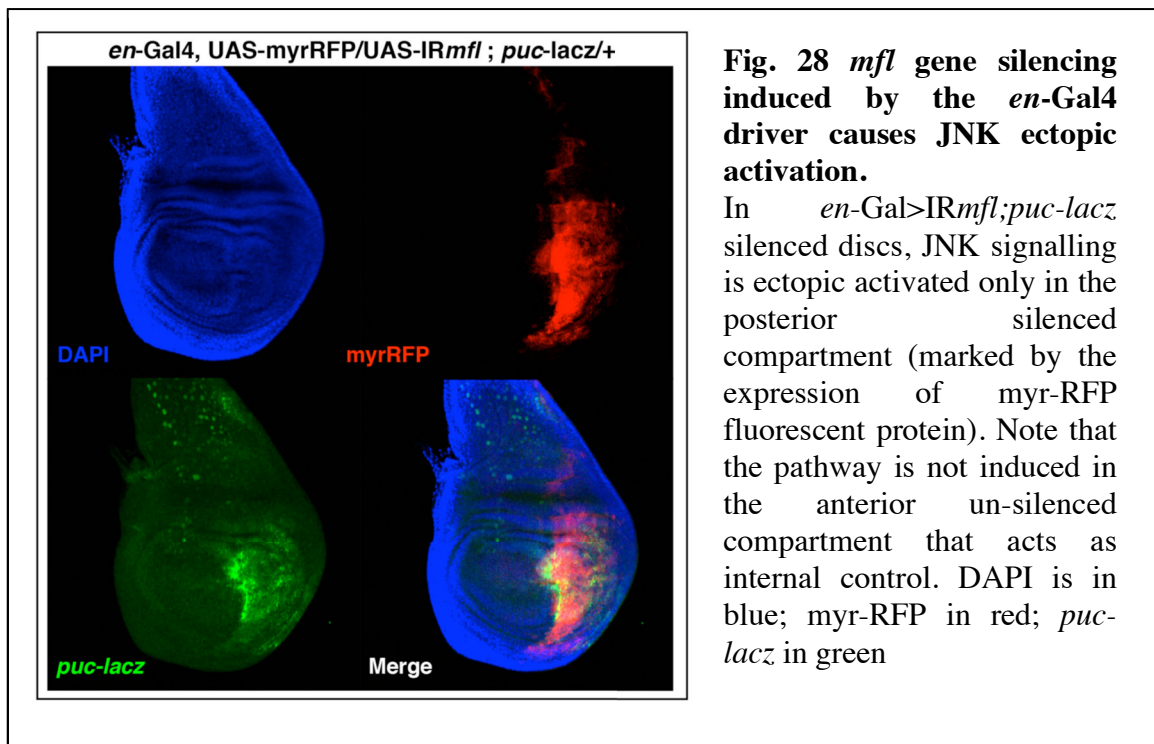 en-Gal4, UAS-myrRFP/UAS-IRmfl ; puc-lacz/+
DAPI
myrRFP
puc-lacz
Merge
Fig. 28 mfl gene silencing
induced by the en-Gal4
driver causes JNK ectopic
activation.
In en-Gal>IRmfl;puc-lacz
silenced discs, JNK signalling
is ectopic activated only in the
posterior silenced
compartment (marked by the
expression of myr-RFP
fluorescent protein). Note that
the pathway is not induced in
the anterior un-silenced
compartment that acts as
internal control. DAPI is in
blue; myr-RFP in red; puc-
lacz in green